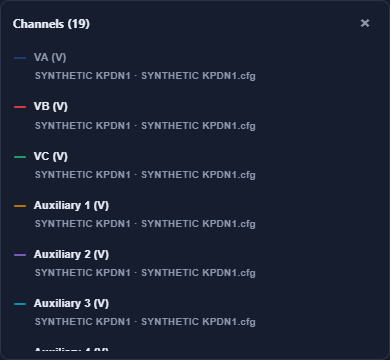 Channels (19) ×
VA (V)
SYNTHETIC KPDN1 · SYNTHETIC KPDN1.cfg
VB (V)
SYNTHETIC KPDN1 · SYNTHETIC KPDN1.cfg
VC (V)
SYNTHETIC KPDN1 · SYNTHETIC KPDN1.cfg
Auxiliary 1 (V)
SYNTHETIC KPDN1 · SYNTHETIC KPDN1.cfg
Auxiliary 2 (V)
SYNTHETIC KPDN1 · SYNTHETIC KPDN1.cfg
Auxiliary 3 (V)
SYNTHETIC KPDN1 · SYNTHETIC KPDN1.cfg
Auxiliary 4 (V)